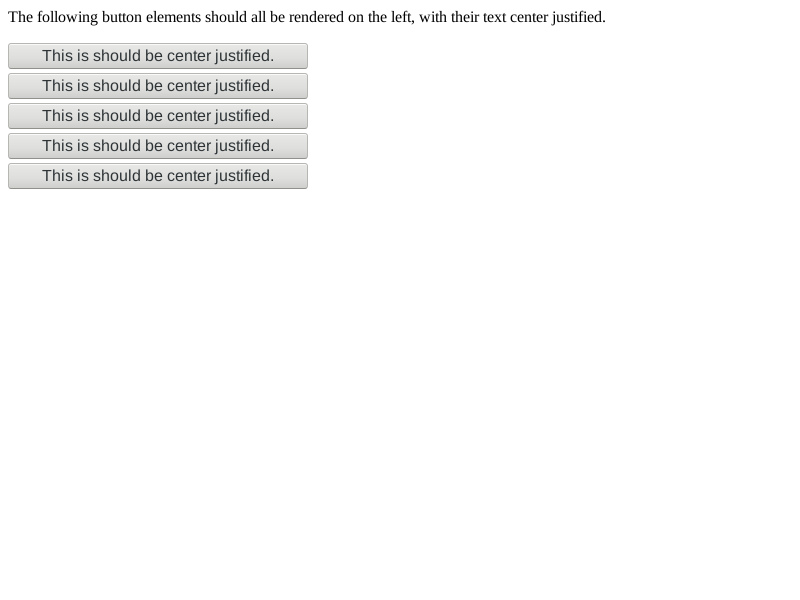 The following button elements should all be rendered on the left, with their text center justified.
This is should be center justified.
This is should be center justified.
This is should be center justified.
This is should be center justified.
This is should be center justified.